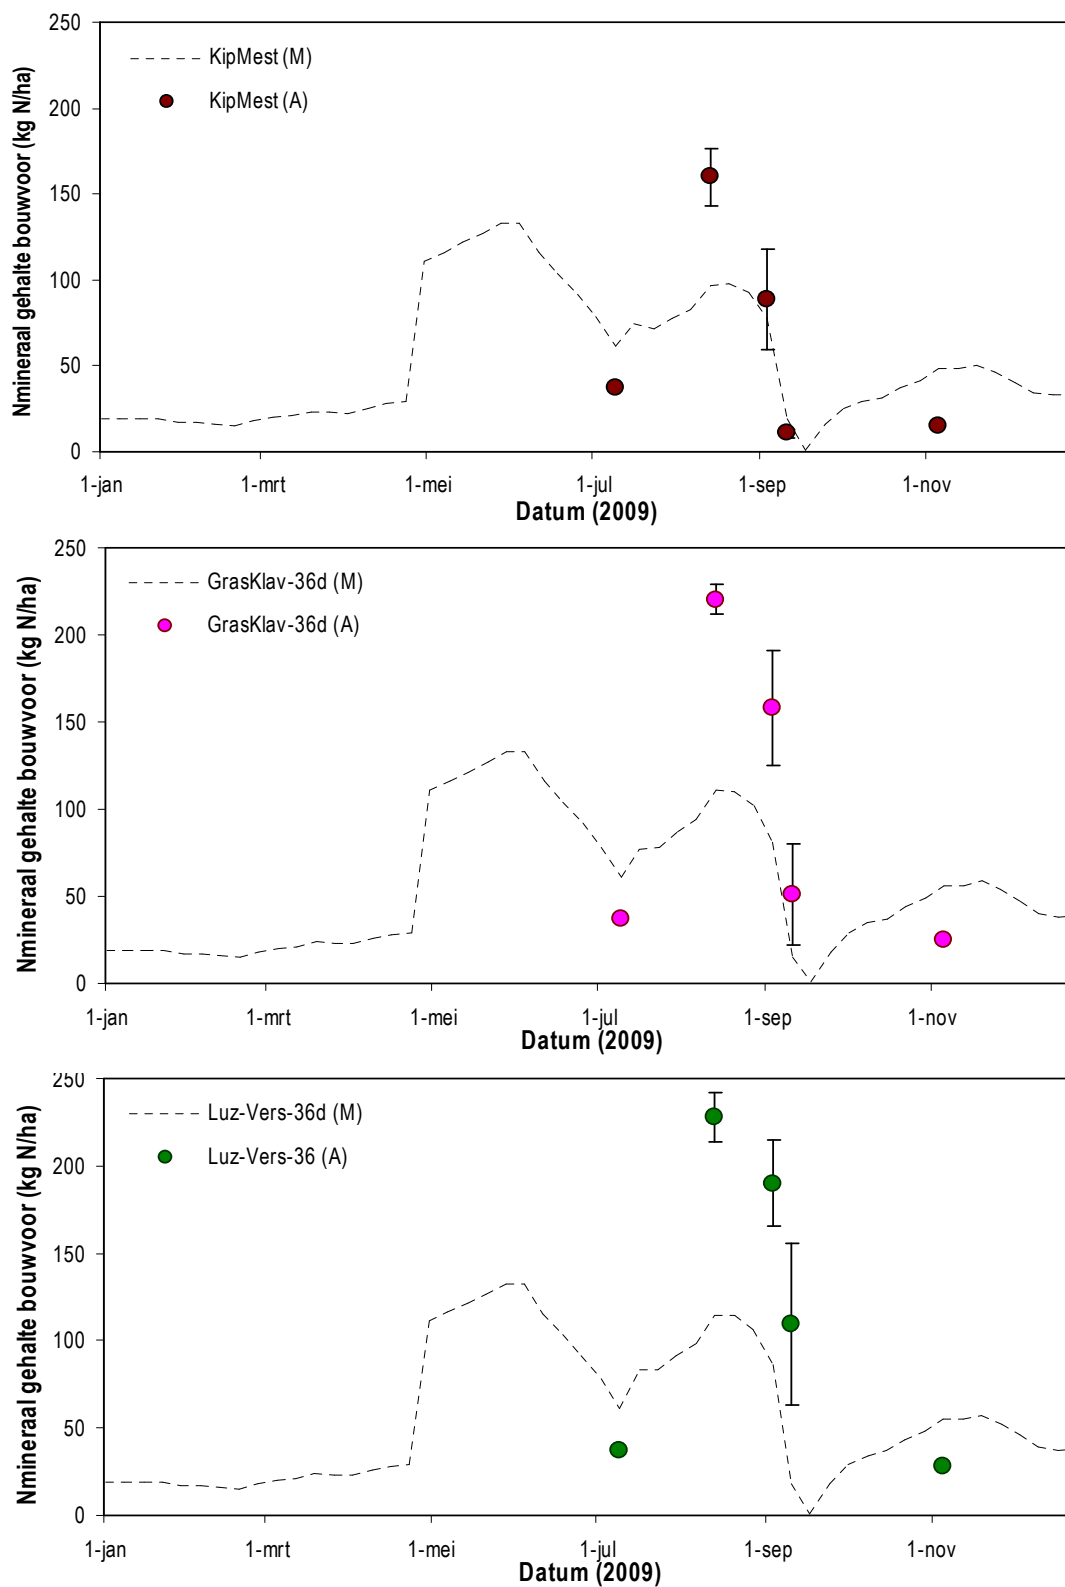 Nmineraal gehalte bouwvoor (kg N/ha)
250
200
150
100
50
0
KipMest (M)
KipMest (A)
1-jan 1-mrt 1-mei 1-jul 1-sep 1-nov
Datum (2009)
Nmineraal gehalte bouwvoor (kg N/ha)
250
200
150
100
50
0
GrasKlav-36d (M)
GrasKlav-36d (A)
1-jan 1-mrt 1-mei 1-jul 1-sep 1-nov
Datum (2009)
Nmineraal gehalte bouwvoor (kg N/ha)
250
200
150
100
50
0
Luz-Vers-36d (M)
Luz-Vers-36 (A)
1-jan 1-mrt 1-mei 1-jul 1-sep 1-nov
Datum (2009)